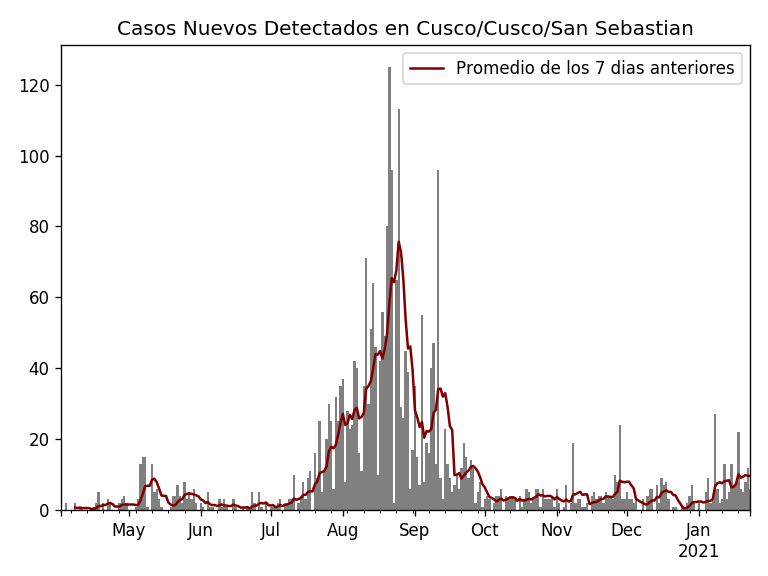 Casos Nuevos Detectados en Cusco/Cusco/San Sebastian
Promedio de los 7 dias anteriores
120
100
80
60
40
20
0
May Jun Jul Aug Sep Oct Nov Dec Jan
2021